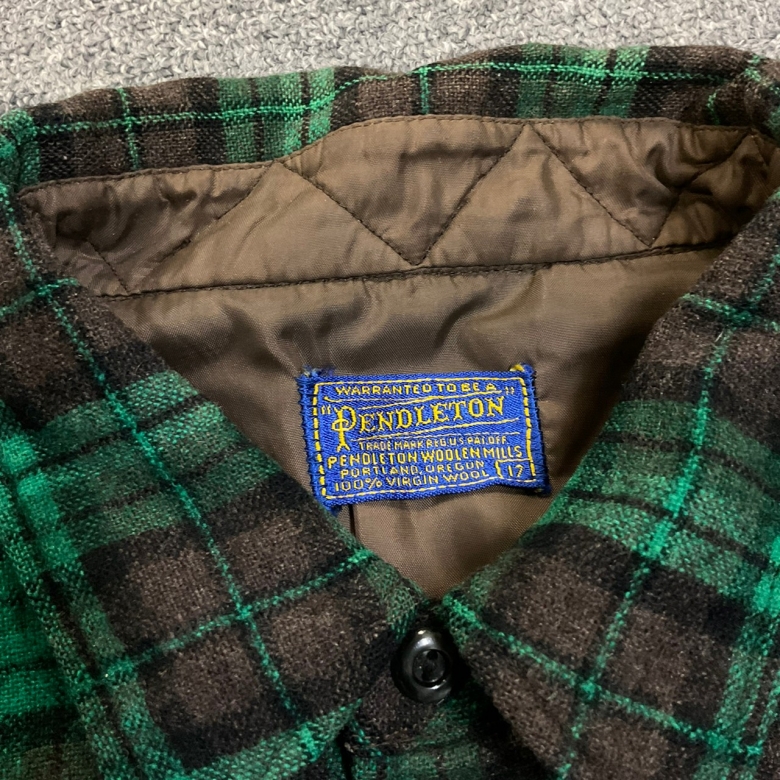 WARRANTED TO BE A
"PENDLETON"
TRADE MARK REG U.S. PAT. OFF.
PENDLETON WOOLEN MILLS
PORTLAND, OREGON
100% VIRGIN WOOL 17